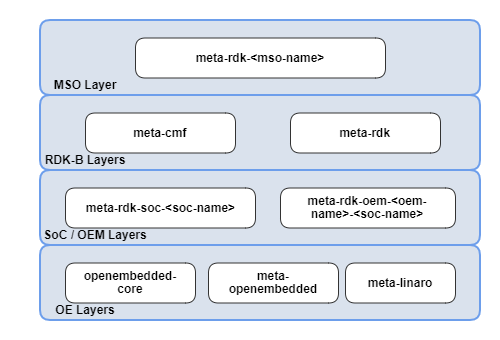 meta-rdk-<mso-name>
MSO Layer
meta-cmf
meta-rdk
RDK-B Layers
meta-rdk-soc-<soc-name>
meta-rdk-oem-<oem-
name>-<soc-name>
SoC / OEM Layers
openembedded-
core
meta-
openembedded
meta-linaro
OE Layers